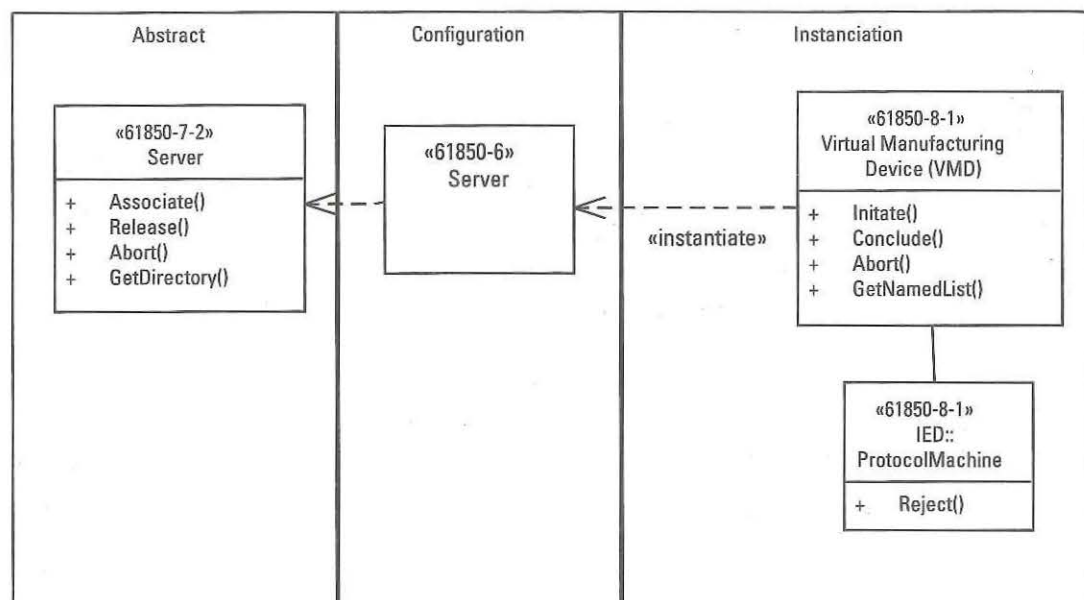 Abstract
Configuration
Instanciation
«61850-7-2»
Server
+ Associate()
+ Release()
+ Abort()
+ GetDirectory()
«61850-6»
Server
«instantiate»
«61850-8-1»
Virtual Manufacturing
Device (VMD)
+ Initate()
+ Conclude()
+ Abort()
+ GetNamedList()
«61850-8-1»
IED::
ProtocolMachine
+ Reject()